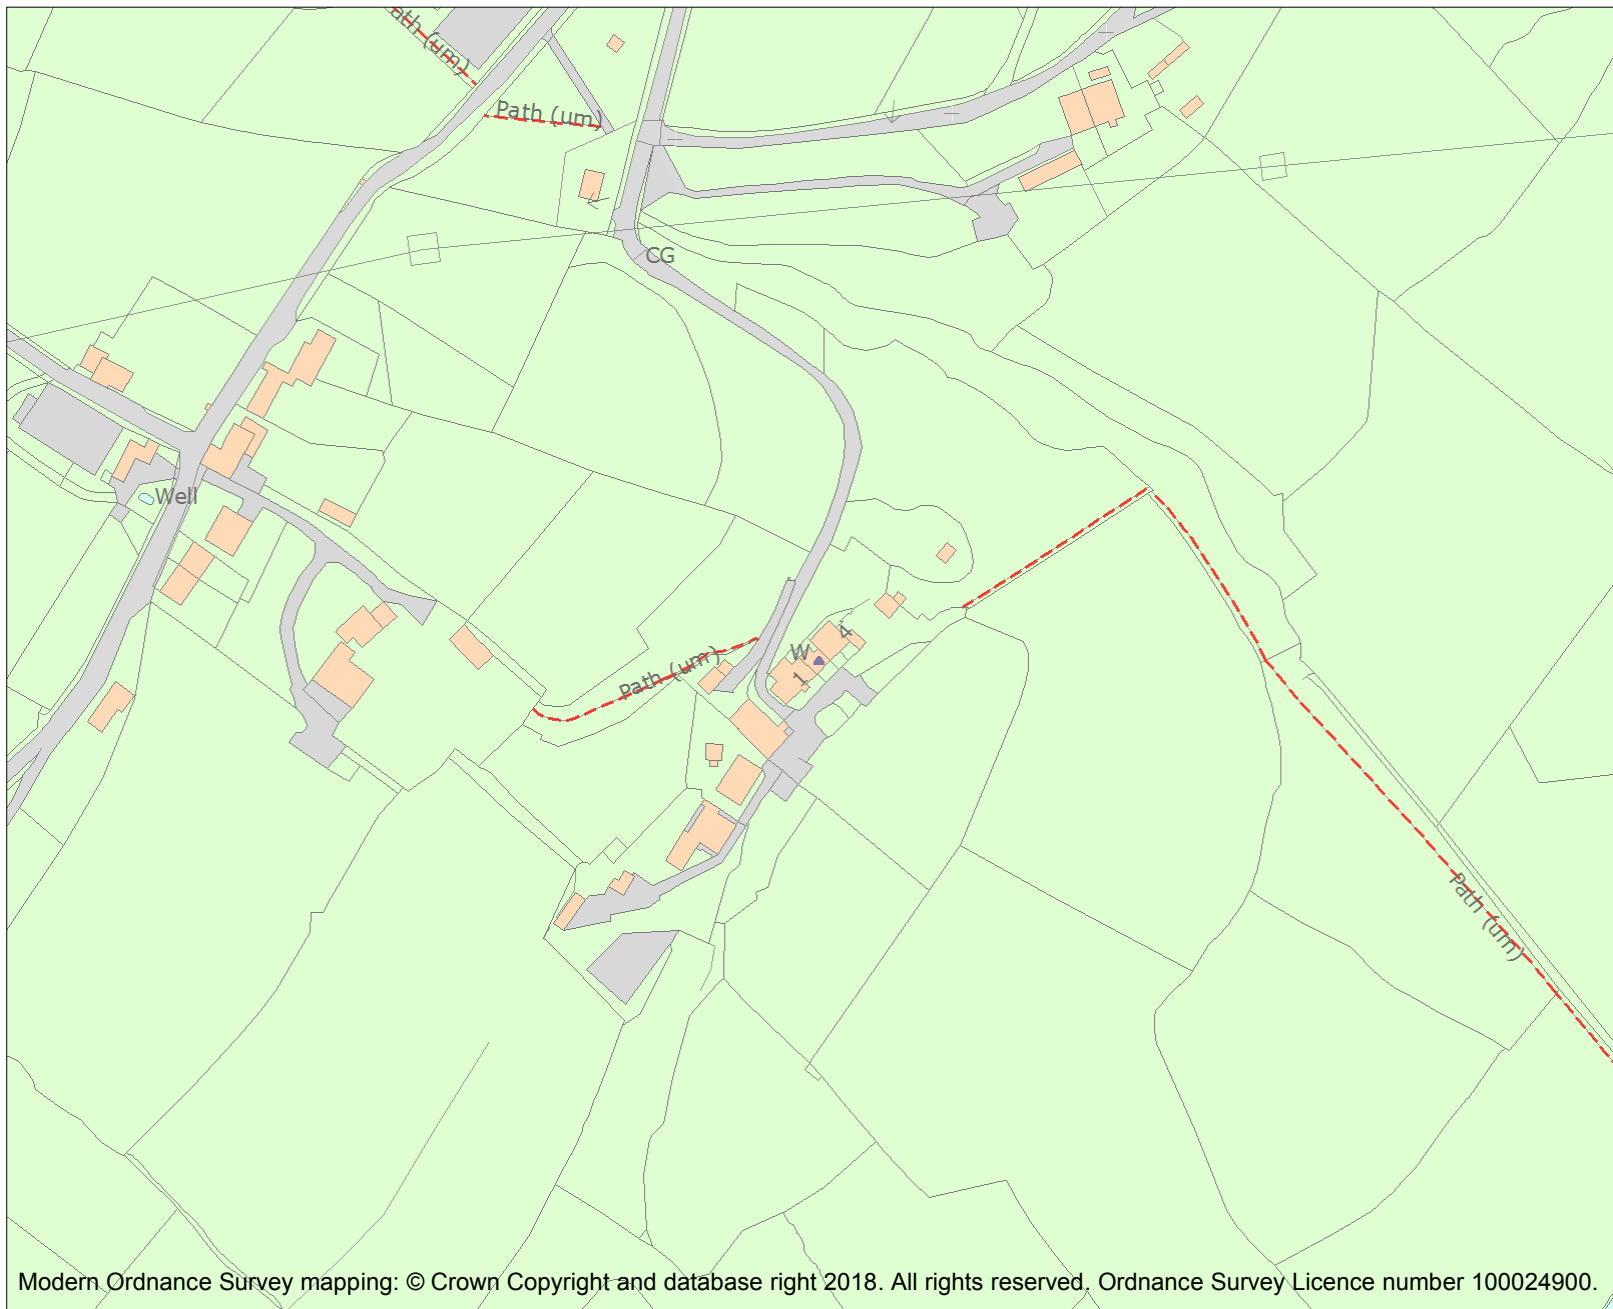 ath (um)
Path (um)
CG
Well
4
W
1
Path (um)
Path (um)
Modern Ordnance Survey mapping: © Crown Copyright and database right 2018. All rights reserved. Ordnance Survey Licence number 100024900.